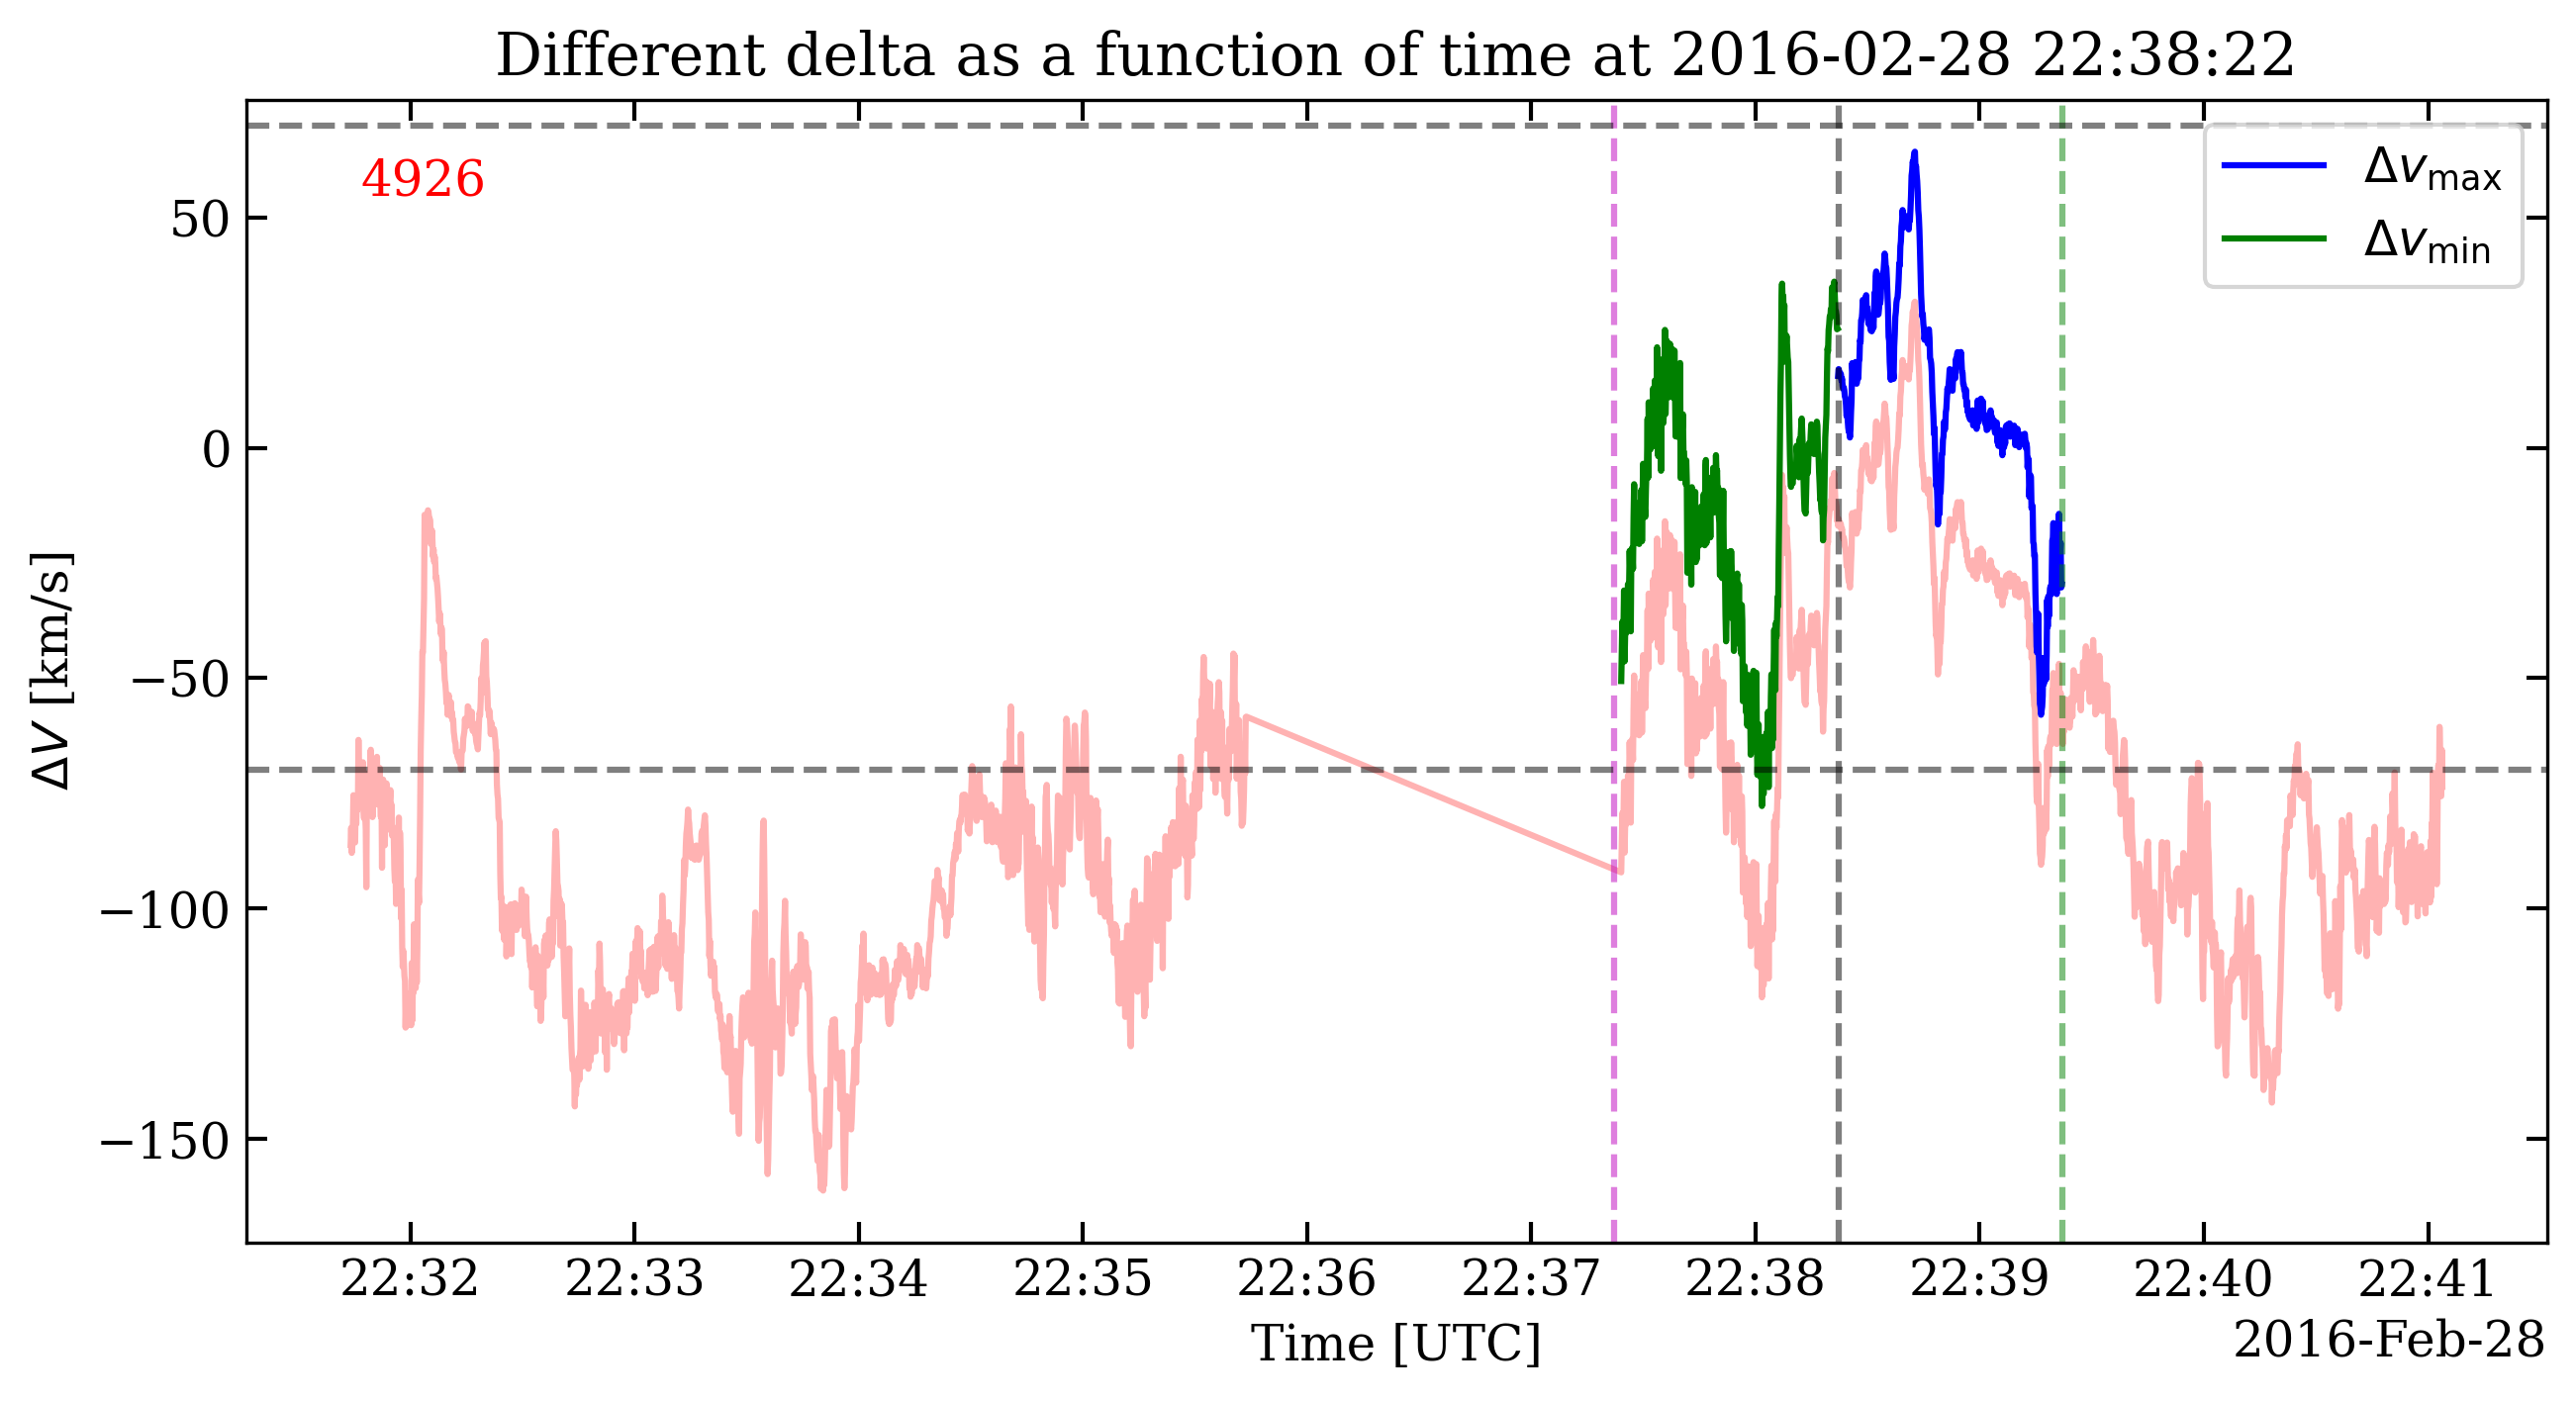 Different delta as a function of time at 2016-02-28 22:38:22
4926
Δv_max
Δv_min
50
0
−50
−100
−150
ΔV [km/s]
22:32 22:33 22:34 22:35 22:36 22:37 22:38 22:39 22:40 22:41
Time [UTC]
2016-Feb-28